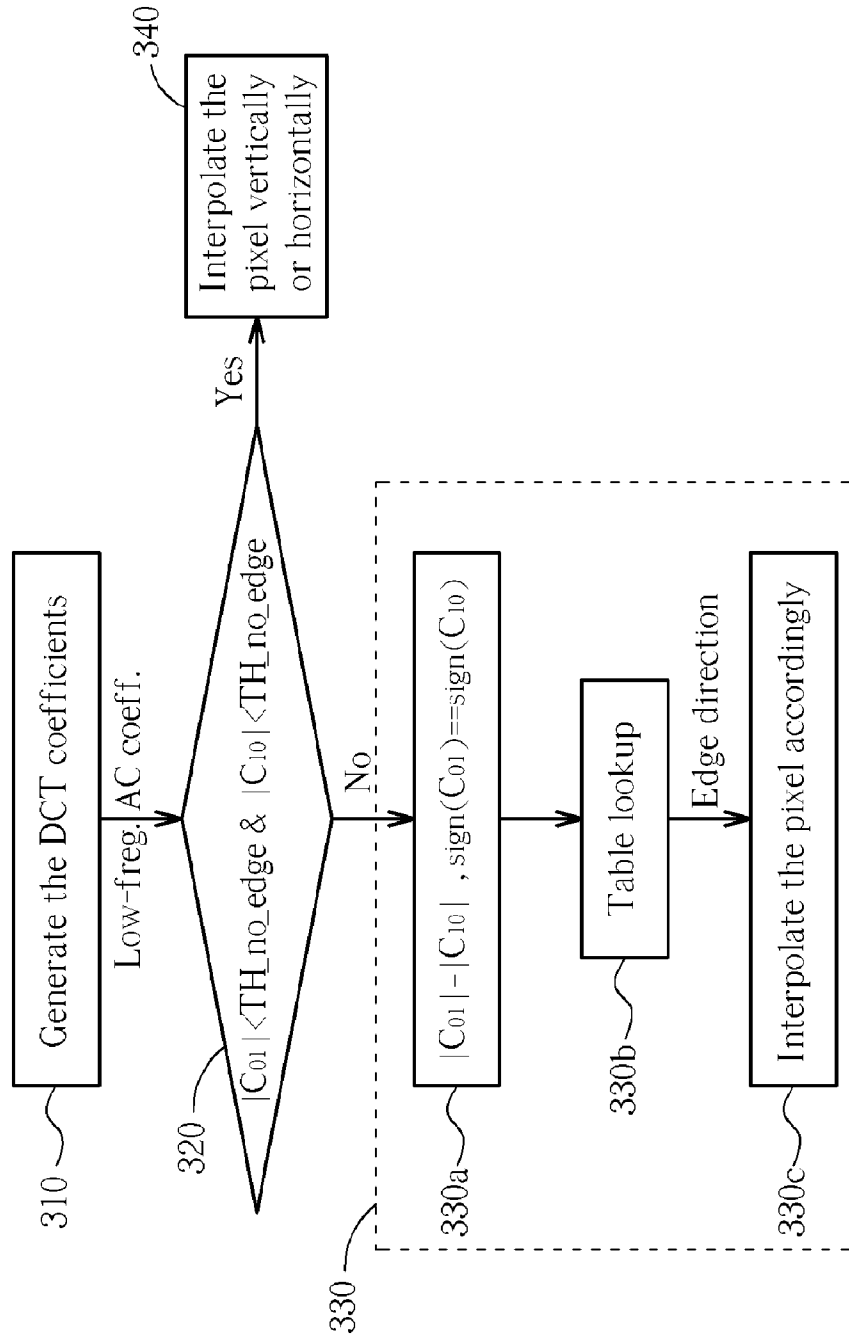 310
Generate the DCT coefficients
Low-freg. AC coeff.
320
|C01|<TH_no_edge & |C10|<TH_no_edge
Yes
340
Interpolate the
pixel vertically
or horizontally
No
330
330a
|C01|-|C10| ,sign(C01)==sign(C10)
330b
Table lookup
Edge direction
330c
Interpolate the pixel accordingly